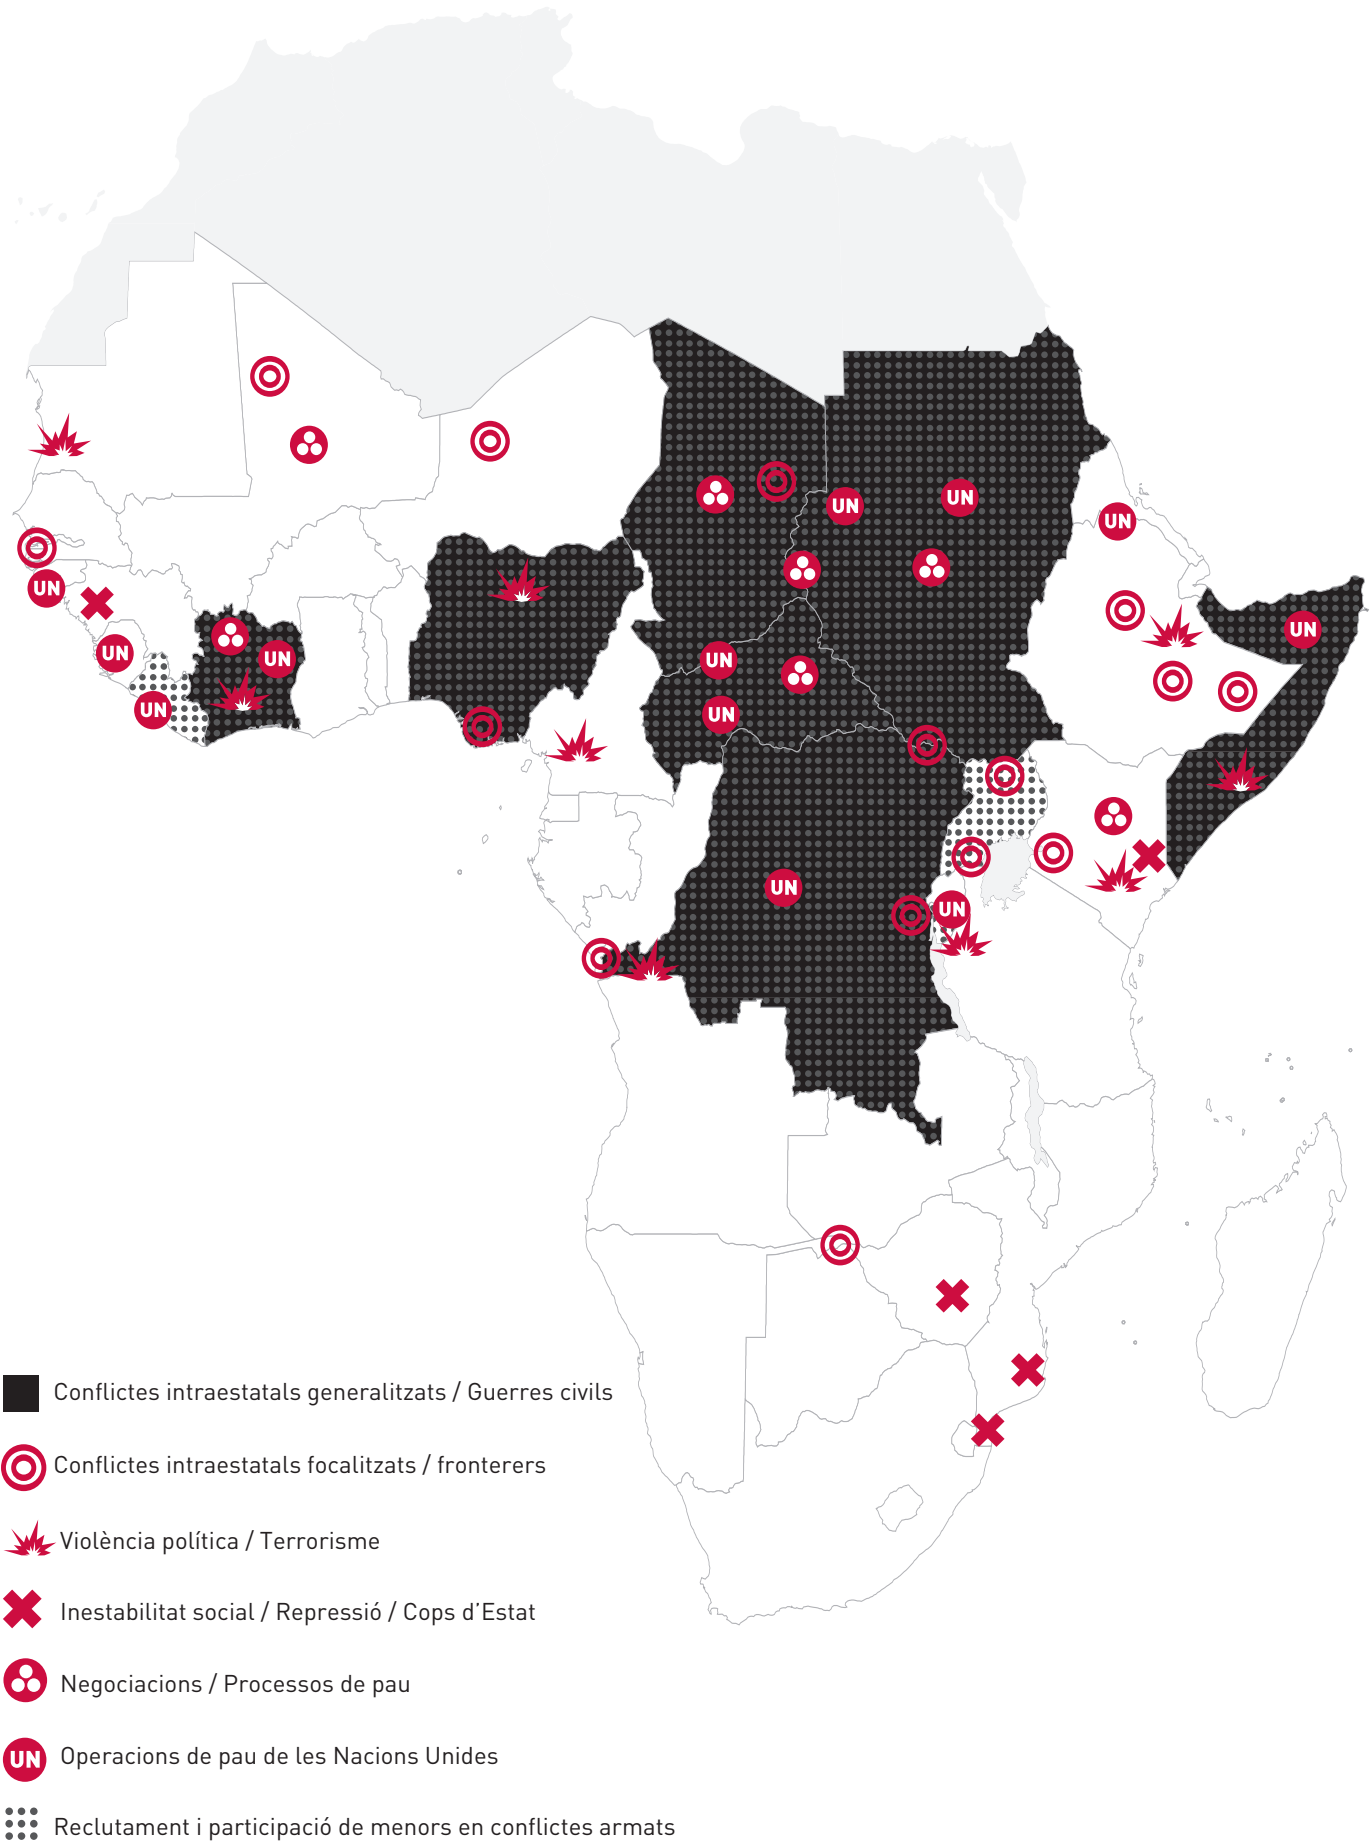 UN
UN
UN
UN
UN
UN
UN
UN
UN
UN
UN
UN
Conflictes intraestatals generalitzats / Guerres civils
Conflictes intraestatals focalitzats / fronterers
Violència política / Terrorisme
Inestabilitat social / Repressió / Cops d’Estat
Negociacions / Processos de pau
UN Operacions de pau de les Nacions Unides
Reclutament i participació de menors en conflictes armats